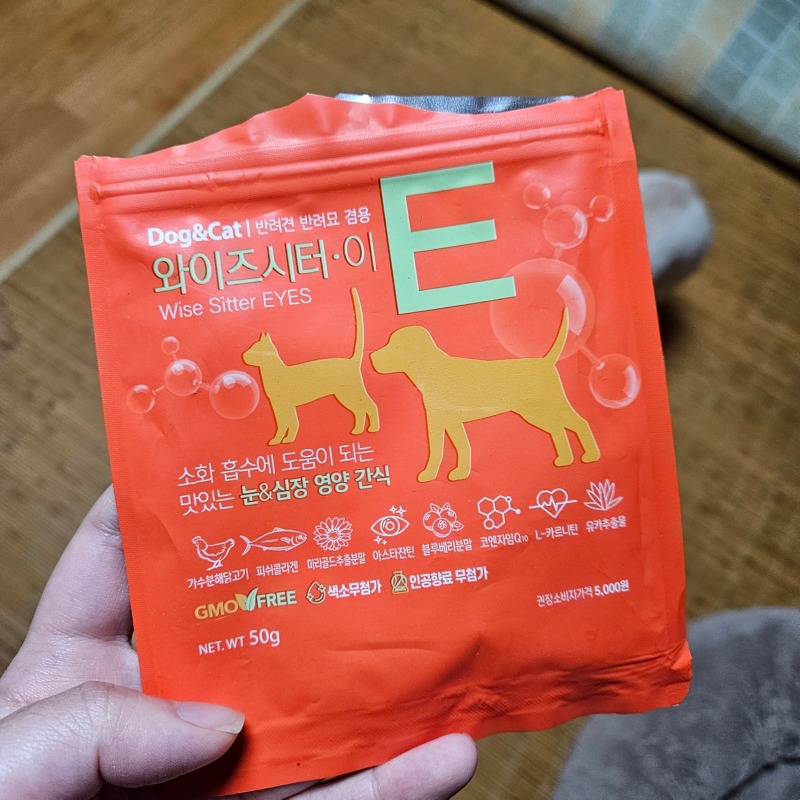 Dog&Cat | 반려견 반려묘 겸용
와이즈시터·이
E
Wise Sitter EYES
소화 흡수에 도움이 되는
맛있는 눈&심장 영양 간식
가수분해닭고기 피쉬콜라겐 마리골드추출분말 아스타잔틴 블루베리분말 코엔자임Q10 L-카르니틴 유카추출물
GMO FREE 색소무첨가 인공향료 무첨가
권장소비자가격 5,000원
NET. WT 50g